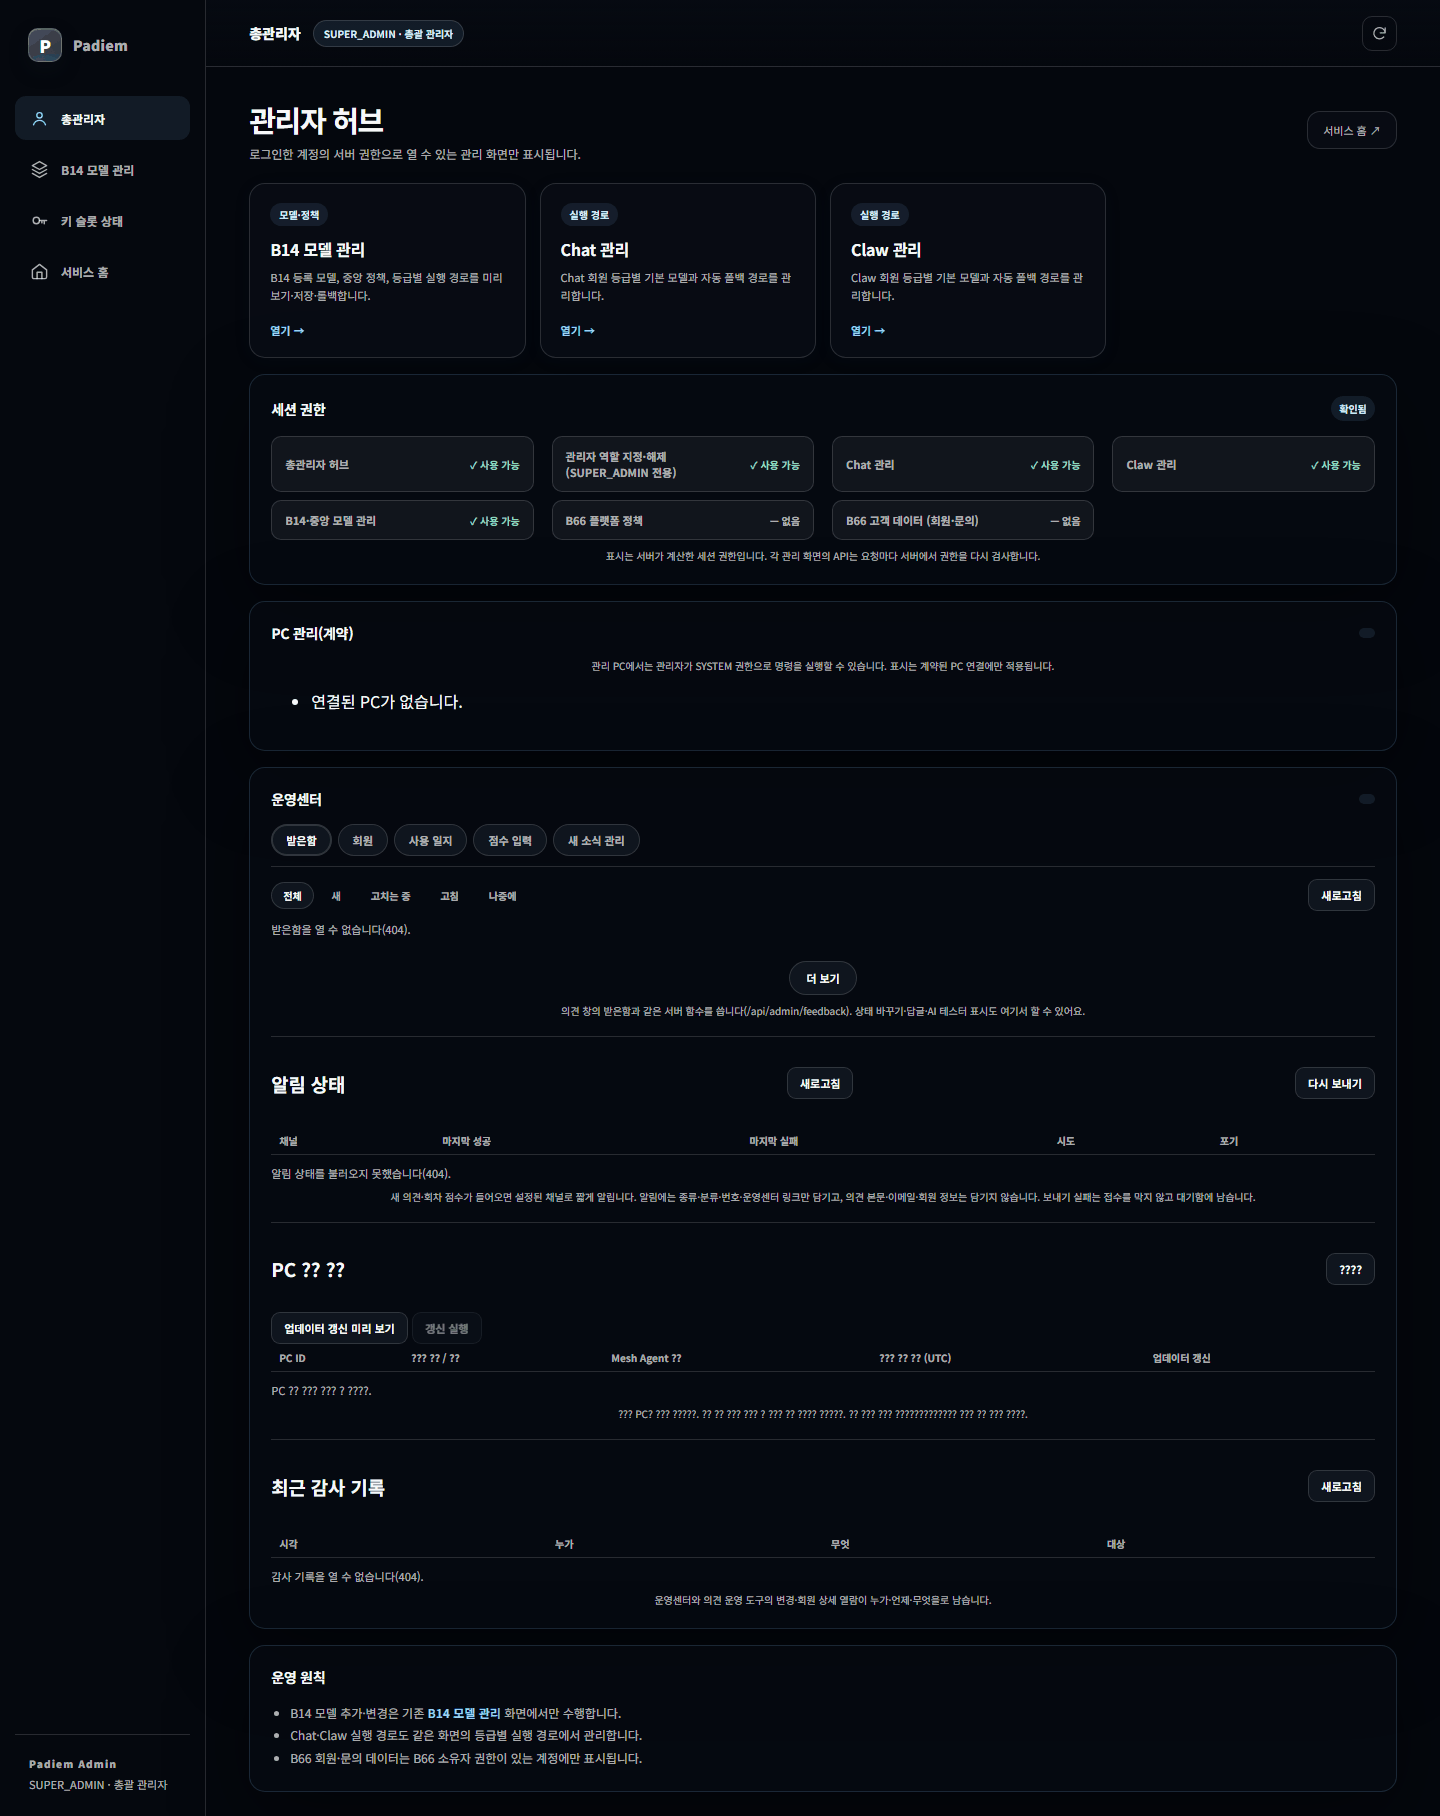 P Padiem
총관리자
B14 모델 관리
키 슬롯 상태
서비스 홈
총관리자 SUPER_ADMIN · 총괄 관리자
관리자 허브
로그인한 계정의 서버 권한으로 열 수 있는 관리 화면만 표시됩니다.
서비스 홈 ↗
모델·정책
B14 모델 관리
B14 등록 모델, 중앙 정책, 등급별 실행 경로를 미리
보기·저장·롤백합니다.
열기 →
실행 경로
Chat 관리
Chat 회원 등급별 기본 모델과 자동 폴백 경로를 관
리합니다.
열기 →
실행 경로
Claw 관리
Claw 회원 등급별 기본 모델과 자동 폴백 경로를 관
리합니다.
열기 →
세션 권한 확인됨
총관리자 허브 ✓ 사용 가능
관리자 역할 지정·해제
(SUPER_ADMIN 전용) ✓ 사용 가능
Chat 관리 ✓ 사용 가능
Claw 관리 ✓ 사용 가능
B14·중앙 모델 관리 ✓ 사용 가능
B66 플랫폼 정책 — 없음
B66 고객 데이터 (회원·문의) — 없음
표시는 서버가 계산한 세션 권한입니다. 각 관리 화면의 API는 요청마다 서버에서 권한을 다시 검사합니다.
PC 관리(계약)
관리 PC에서는 관리자가 SYSTEM 권한으로 명령을 실행할 수 있습니다. 표시는 계약된 PC 연결에만 적용됩니다.
• 연결된 PC가 없습니다.
운영센터
받은함 회원 사용 일지 점수 입력 새 소식 관리
전체 새 고치는 중 고침 나중에 새로고침
받은함을 열 수 없습니다(404).
더 보기
의견 창의 받은함과 같은 서버 함수를 씁니다(/api/admin/feedback). 상태 바꾸기·답글·AI 테스터 표시도 여기서 할 수 있어요.
알림 상태 새로고침 다시 보내기
채널 마지막 성공 마지막 실패 시도 포기
알림 상태를 불러오지 못했습니다(404).
새 의견·회차 점수가 들어오면 설정된 채널로 짧게 알립니다. 알림에는 종류·분류·번호·운영센터 링크만 담기고, 의견 본문·이메일·회원 정보는 담기지 않습니다. 보내기 실패는 접수를 막지 않고 대기함에 남습니다.
PC ?? ?? ????
업데이터 갱신 미리 보기 갱신 실행
PC ID ??? ?? / ?? Mesh Agent ?? ??? ?? ?? (UTC) 업데이터 갱신
PC ?? ??? ??? ? ????.
??? PC? ??? ?????. ?? ?? ??? ??? ? ??? ?? ???? ?????. ?? ??? ??? ????????????? ??? ?? ??? ????.
최근 감사 기록 새로고침
시각 누가 무엇 대상
감사 기록을 열 수 없습니다(404).
운영센터와 의견 운영 도구의 변경·회원 상세 열람이 누가·언제·무엇을로 남습니다.
운영 원칙
• B14 모델 추가·변경은 기존 B14 모델 관리 화면에서만 수행합니다.
• Chat·Claw 실행 경로도 같은 화면의 등급별 실행 경로에서 관리합니다.
• B66 회원·문의 데이터는 B66 소유자 권한이 있는 계정에만 표시됩니다.
Padiem Admin
SUPER_ADMIN · 총괄 관리자